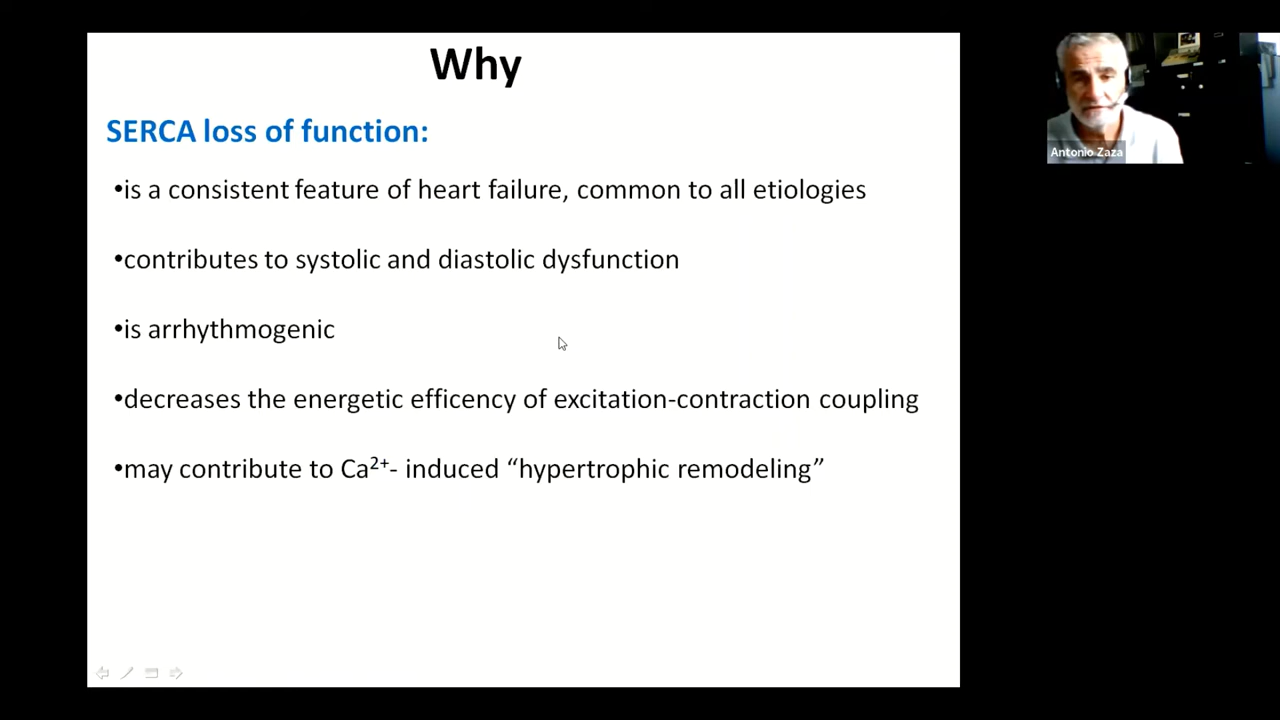 Why
SERCA loss of function:
•is a consistent feature of heart failure, common to all etiologies
•contributes to systolic and diastolic dysfunction
•is arrhythmogenic
•decreases the energetic efficency of excitation-contraction coupling
•may contribute to Ca²⁺- induced “hypertrophic remodeling”
Antonio Zaza